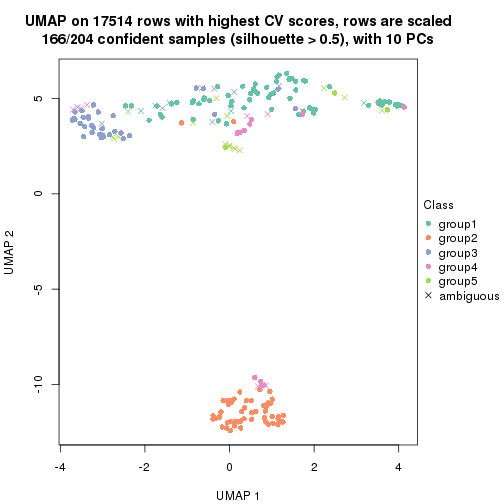 UMAP on 17514 rows with highest CV scores, rows are scaled
166/204 confident samples (silhouette > 0.5), with 10 PCs
UMAP 2
5
0
-5
-10
-4
-2
0
2
4
UMAP 1
Class
group1
group2
group3
group4
group5
ambiguous